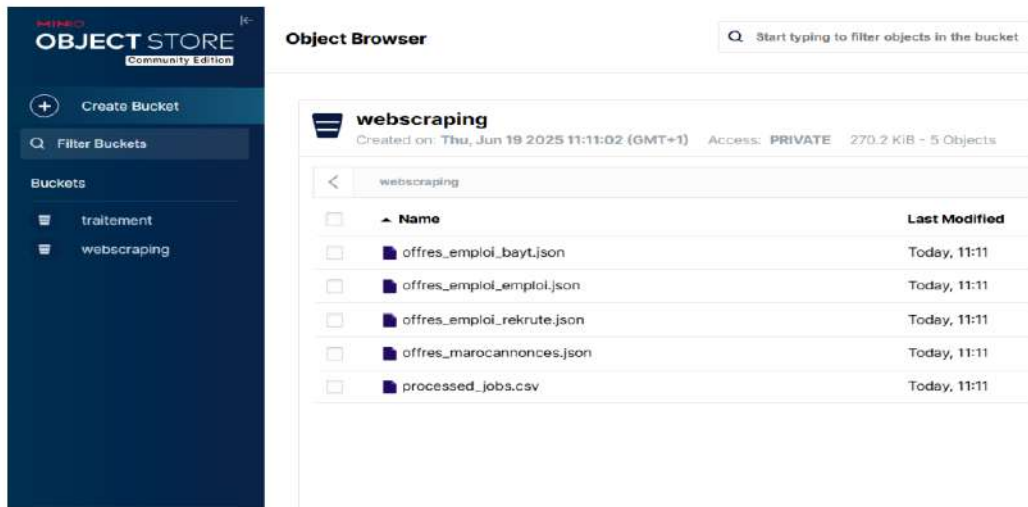 MINIO
OBJECT STORE
Community Edition
Create Bucket
Filter Buckets
Buckets
traitement
webscraping
Object Browser
Start typing to filter objects in the bucket
webscraping
Created on: Thu, Jun 19 2025 11:11:02 (GMT+1) Access: PRIVATE 270.2 KiB - 5 Objects
webscraping
Name Last Modified
offres_emploi_bayt.json Today, 11:11
offres_emploi_emploi.json Today, 11:11
offres_emploi_rekrute.json Today, 11:11
offres_marocannonces.json Today, 11:11
processed_jobs.csv Today, 11:11